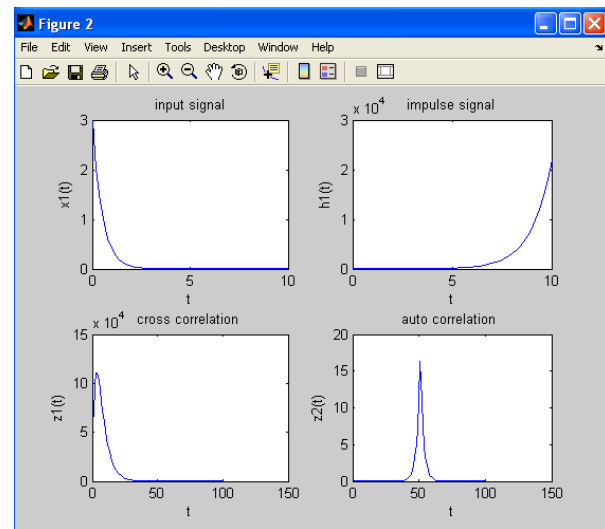 Figure 2
File Edit View Insert Tools Desktop Window Help
input signal
3
2
1
0
x1(t)
0 5 10
t
x 10^4 impulse signal
3
2
1
0
h1(t)
0 5 10
t
x 10^4 cross correlation
15
10
5
0
z1(t)
0 50 100 150
t
auto correlation
20
15
10
5
0
z2(t)
0 50 100 150
t